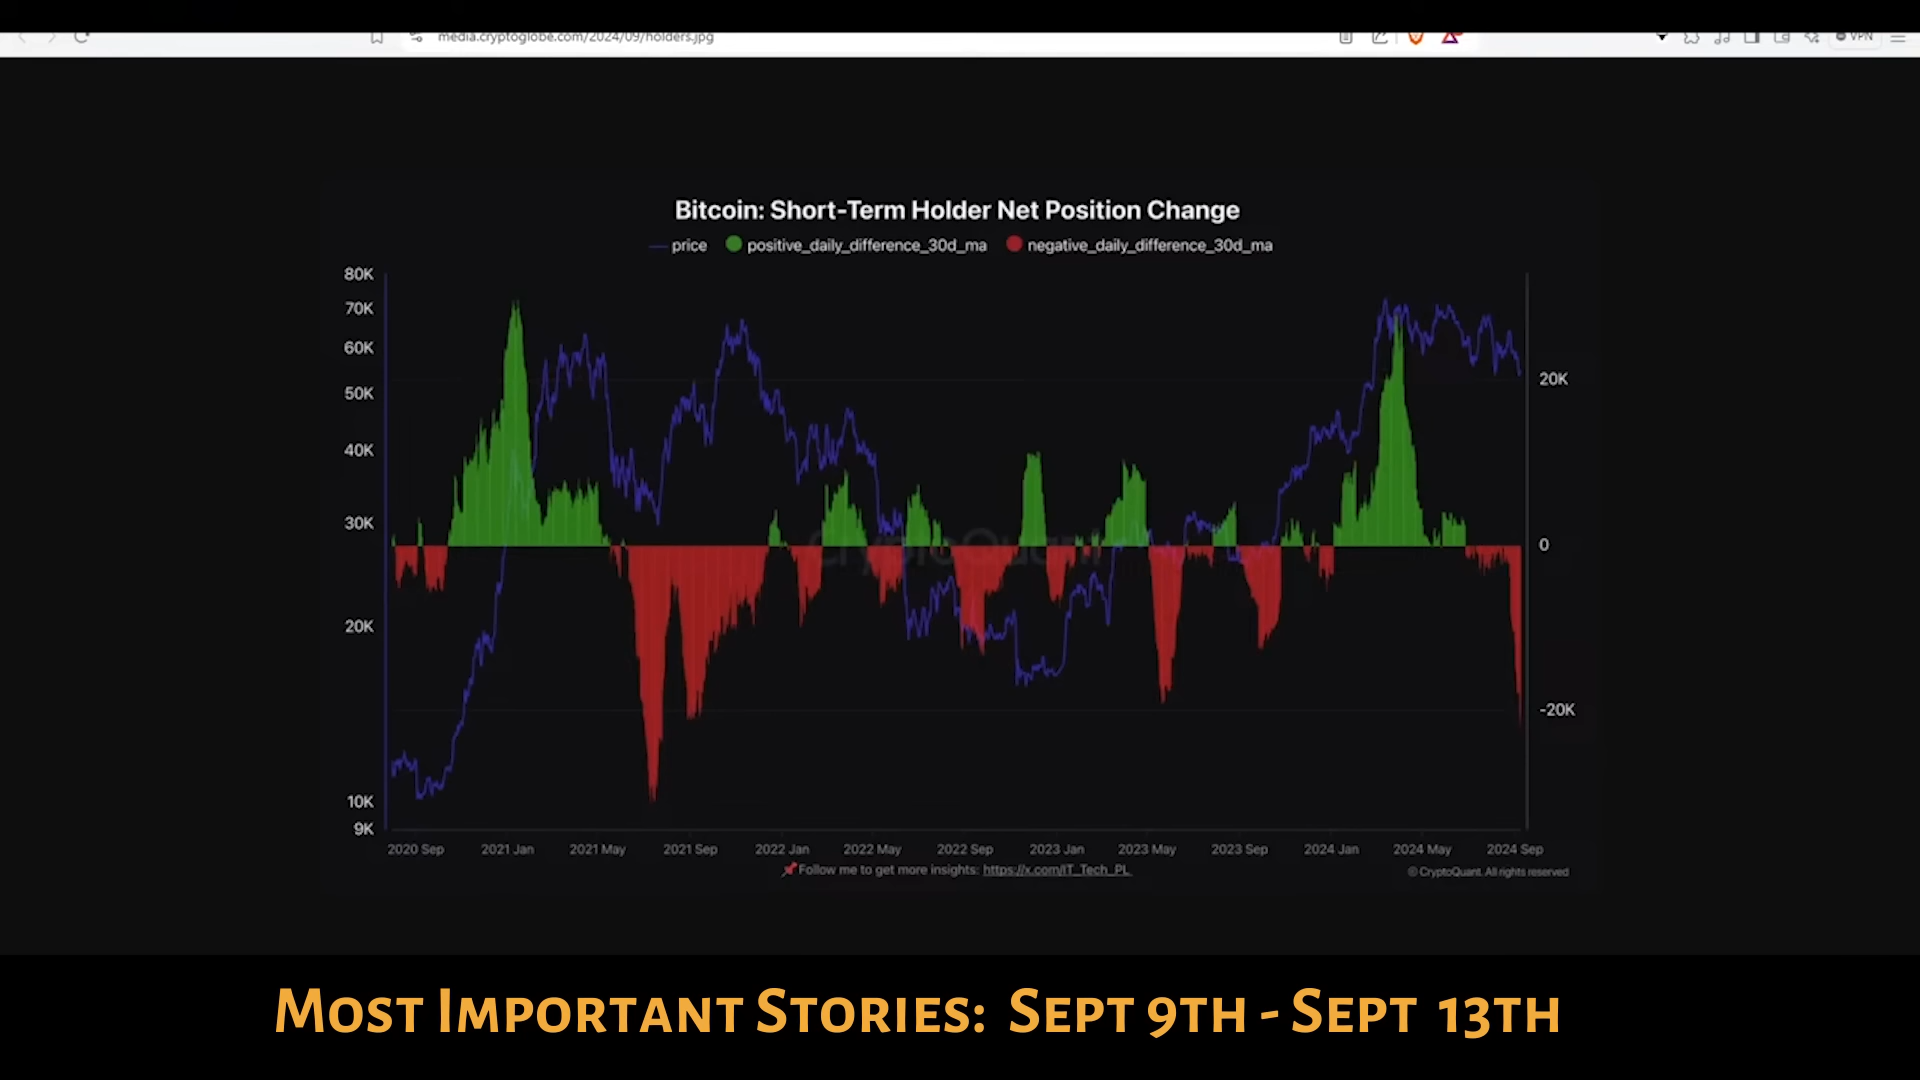 media.cryptoglobe.com/2024/09/holders.jpg
VPN
Bitcoin: Short-Term Holder Net Position Change
price positive_daily_difference_30d_ma negative_daily_difference_30d_ma
80K
70K
60K
50K
40K
30K
20K
10K
9K
20K
0
-20K
CryptoQuant
2020 Sep 2021 Jan 2021 May 2021 Sep 2022 Jan 2022 May 2022 Sep 2023 Jan 2023 May 2023 Sep 2024 Jan 2024 May 2024 Sep
Follow me to get more insights: https://x.com/IT_Tech_PL
© CryptoQuant. All rights reserved
Most Important Stories: Sept 9th - Sept 13th